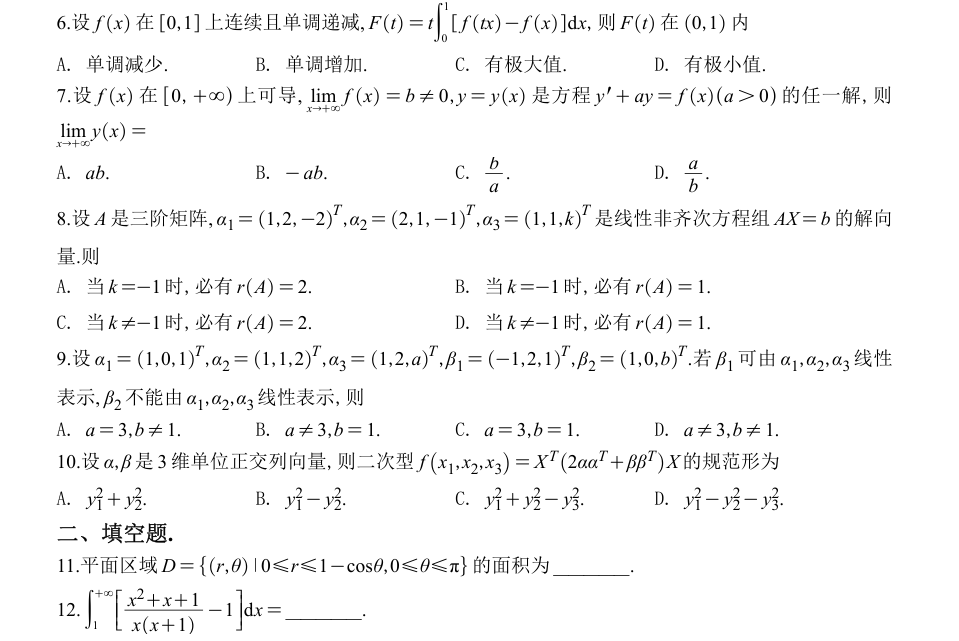 6.设 f(x) 在 [0,1] 上连续且单调递减, F(t) = t∫₀¹[f(tx)−f(x)]dx, 则 F(t) 在 (0,1) 内
A. 单调减少. B. 单调增加. C. 有极大值. D. 有极小值.
7.设 f(x) 在 [0, +∞) 上可导, lim_{x→+∞} f(x) = b ≠ 0, y = y(x) 是方程 y′ + ay = f(x)(a > 0) 的任一解, 则
lim_{x→+∞} y(x) =
A. ab. B. −ab. C. b/a. D. a/b.
8.设 A 是三阶矩阵, α₁ = (1,2,−2)ᵀ, α₂ = (2,1,−1)ᵀ, α₃ = (1,1,k)ᵀ 是线性非齐次方程组 AX = b 的解向
量.则
A. 当 k = −1 时, 必有 r(A) = 2. B. 当 k = −1 时, 必有 r(A) = 1.
C. 当 k ≠ −1 时, 必有 r(A) = 2. D. 当 k ≠ −1 时, 必有 r(A) = 1.
9.设 α₁ = (1,0,1)ᵀ, α₂ = (1,1,2)ᵀ, α₃ = (1,2,a)ᵀ, β₁ = (−1,2,1)ᵀ, β₂ = (1,0,b)ᵀ.若 β₁ 可由 α₁,α₂,α₃ 线性
表示, β₂ 不能由 α₁,α₂,α₃ 线性表示, 则
A. a = 3,b ≠ 1. B. a ≠ 3,b = 1. C. a = 3,b = 1. D. a ≠ 3,b ≠ 1.
10.设 α,β 是 3 维单位正交列向量, 则二次型 f(x₁,x₂,x₃) = Xᵀ(2ααᵀ + ββᵀ)X 的规范形为
A. y₁² + y₂². B. y₁² − y₂². C. y₁² + y₂² − y₃². D. y₁² − y₂² − y₃².
二、填空题.
11.平面区域 D = {(r,θ) | 0 ≤ r ≤ 1 − cosθ, 0 ≤ θ ≤ π} 的面积为 ________.
12. ∫₁^{+∞} [(x²+x+1)/(x(x+1)) − 1]dx = ________.